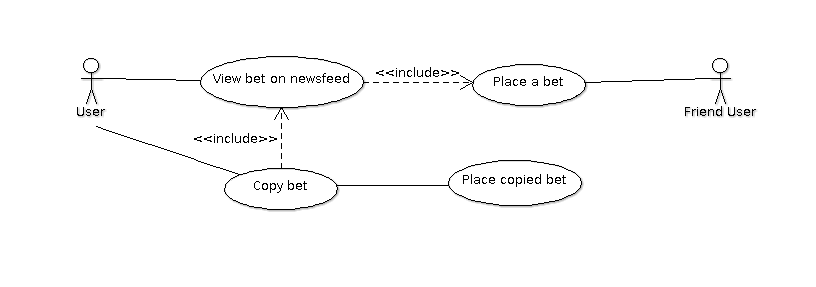 View bet on newsfeed
<<include>>
Place a bet
User
Friend User
<<include>>
Copy bet
Place copied bet